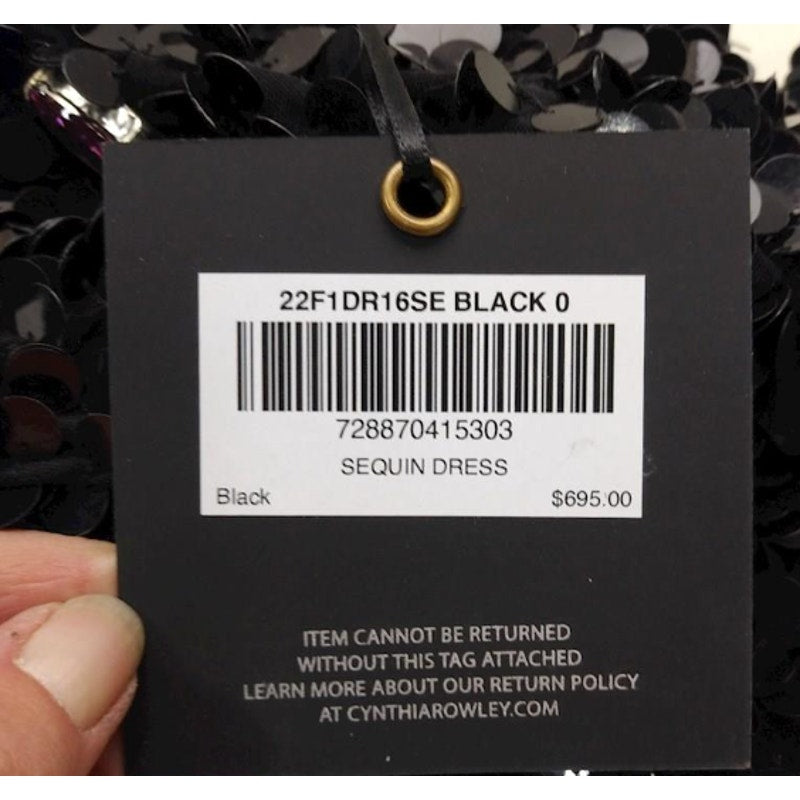 22F1DR16SE BLACK 0
728870415303
SEQUIN DRESS
Black $695.00
ITEM CANNOT BE RETURNED
WITHOUT THIS TAG ATTACHED
LEARN MORE ABOUT OUR RETURN POLICY
AT CYNTHIAROWLEY.COM